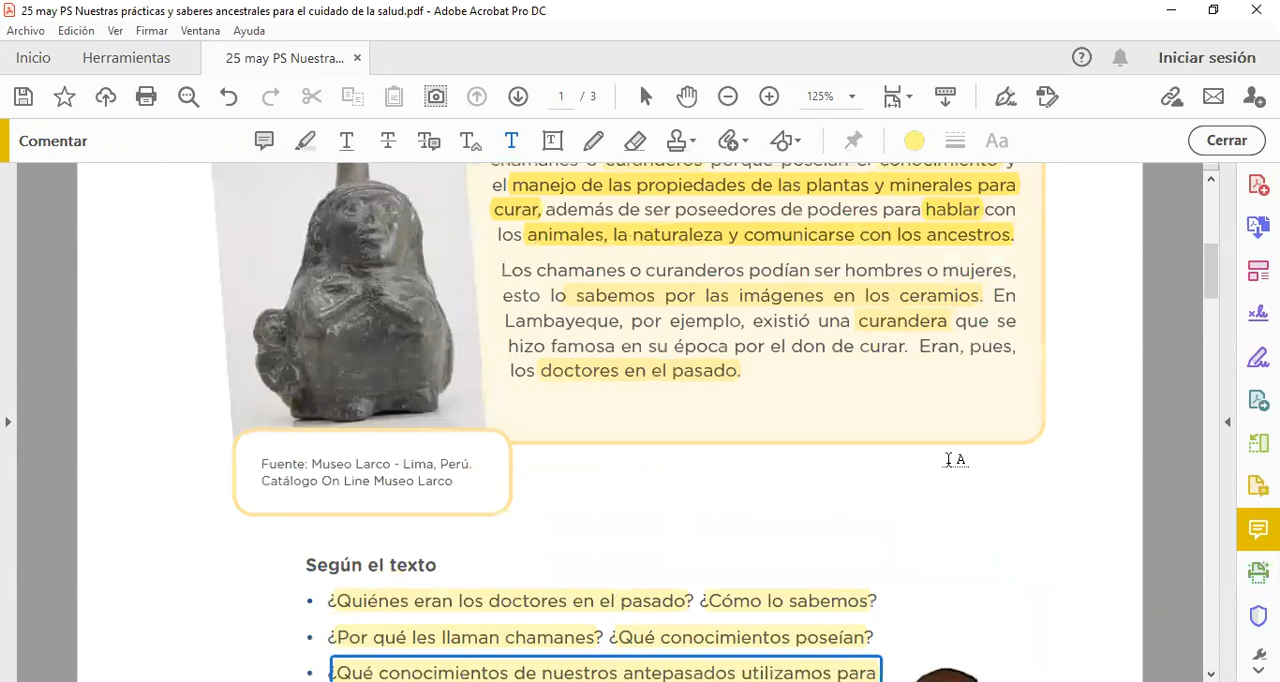 25 may PS Nuestras prácticas y saberes ancestrales para el cuidado de la salud.pdf - Adobe Acrobat Pro DC
Archivo Edición Ver Firmar Ventana Ayuda
Inicio Herramientas 25 may PS Nuestra... × Iniciar sesión
1 / 3 125%
Comentar T T T T T Aa Cerrar
chamanes o curanderos porque poseían el conocimiento y
el manejo de las propiedades de las plantas y minerales para
curar, además de ser poseedores de poderes para hablar con
los animales, la naturaleza y comunicarse con los ancestros.
Los chamanes o curanderos podían ser hombres o mujeres,
esto lo sabemos por las imágenes en los ceramios. En
Lambayeque, por ejemplo, existió una curandera que se
hizo famosa en su época por el don de curar. Eran, pues,
los doctores en el pasado.
A
Fuente: Museo Larco - Lima, Perú.
Catálogo On Line Museo Larco
Según el texto
• ¿Quiénes eran los doctores en el pasado? ¿Cómo lo sabemos?
• ¿Por qué les llaman chamanes? ¿Qué conocimientos poseían?
• ¿Qué conocimientos de nuestros antepasados utilizamos para